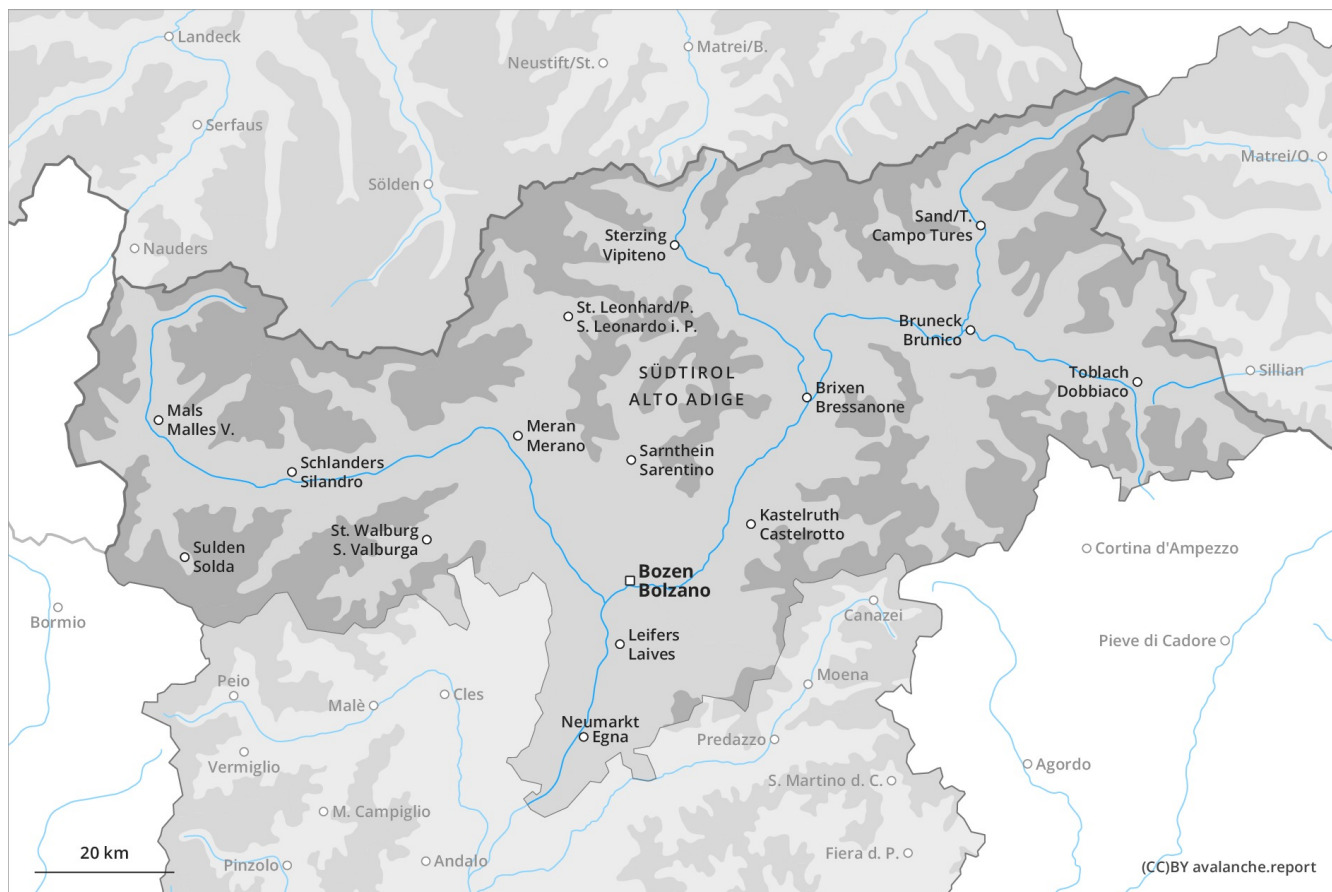 Landeck
Matrei/B.
Neustift/St.
Serfaus
Matrei/O.
Sölden
Sand/T.
Campo Tures
Sterzing
Vipiteno
Nauders
St. Leonhard/P.
S. Leonardo i. P.
Bruneck
Brunico
SÜDTIROL
ALTO ADIGE
Toblach
Dobbiaco
Sillian
Brixen
Bressanone
Mals
Malles V.
Meran
Merano
Sarnthein
Sarentino
Schlanders
Silandro
Kastelruth
Castelrotto
St. Walburg
S. Valburga
Sulden
Solda
Cortina d'Ampezzo
Bozen
Bolzano
Bormio
Canazei
Leifers
Laives
Pieve di Cadore
Peio
Moena
Malè
Cles
Neumarkt
Egna
Predazzo
Vermiglio
Agordo
S. Martino d. C.
M. Campiglio
20 km
Pinzolo
Andalo
Fiera d. P.
(CC)BY avalanche.report